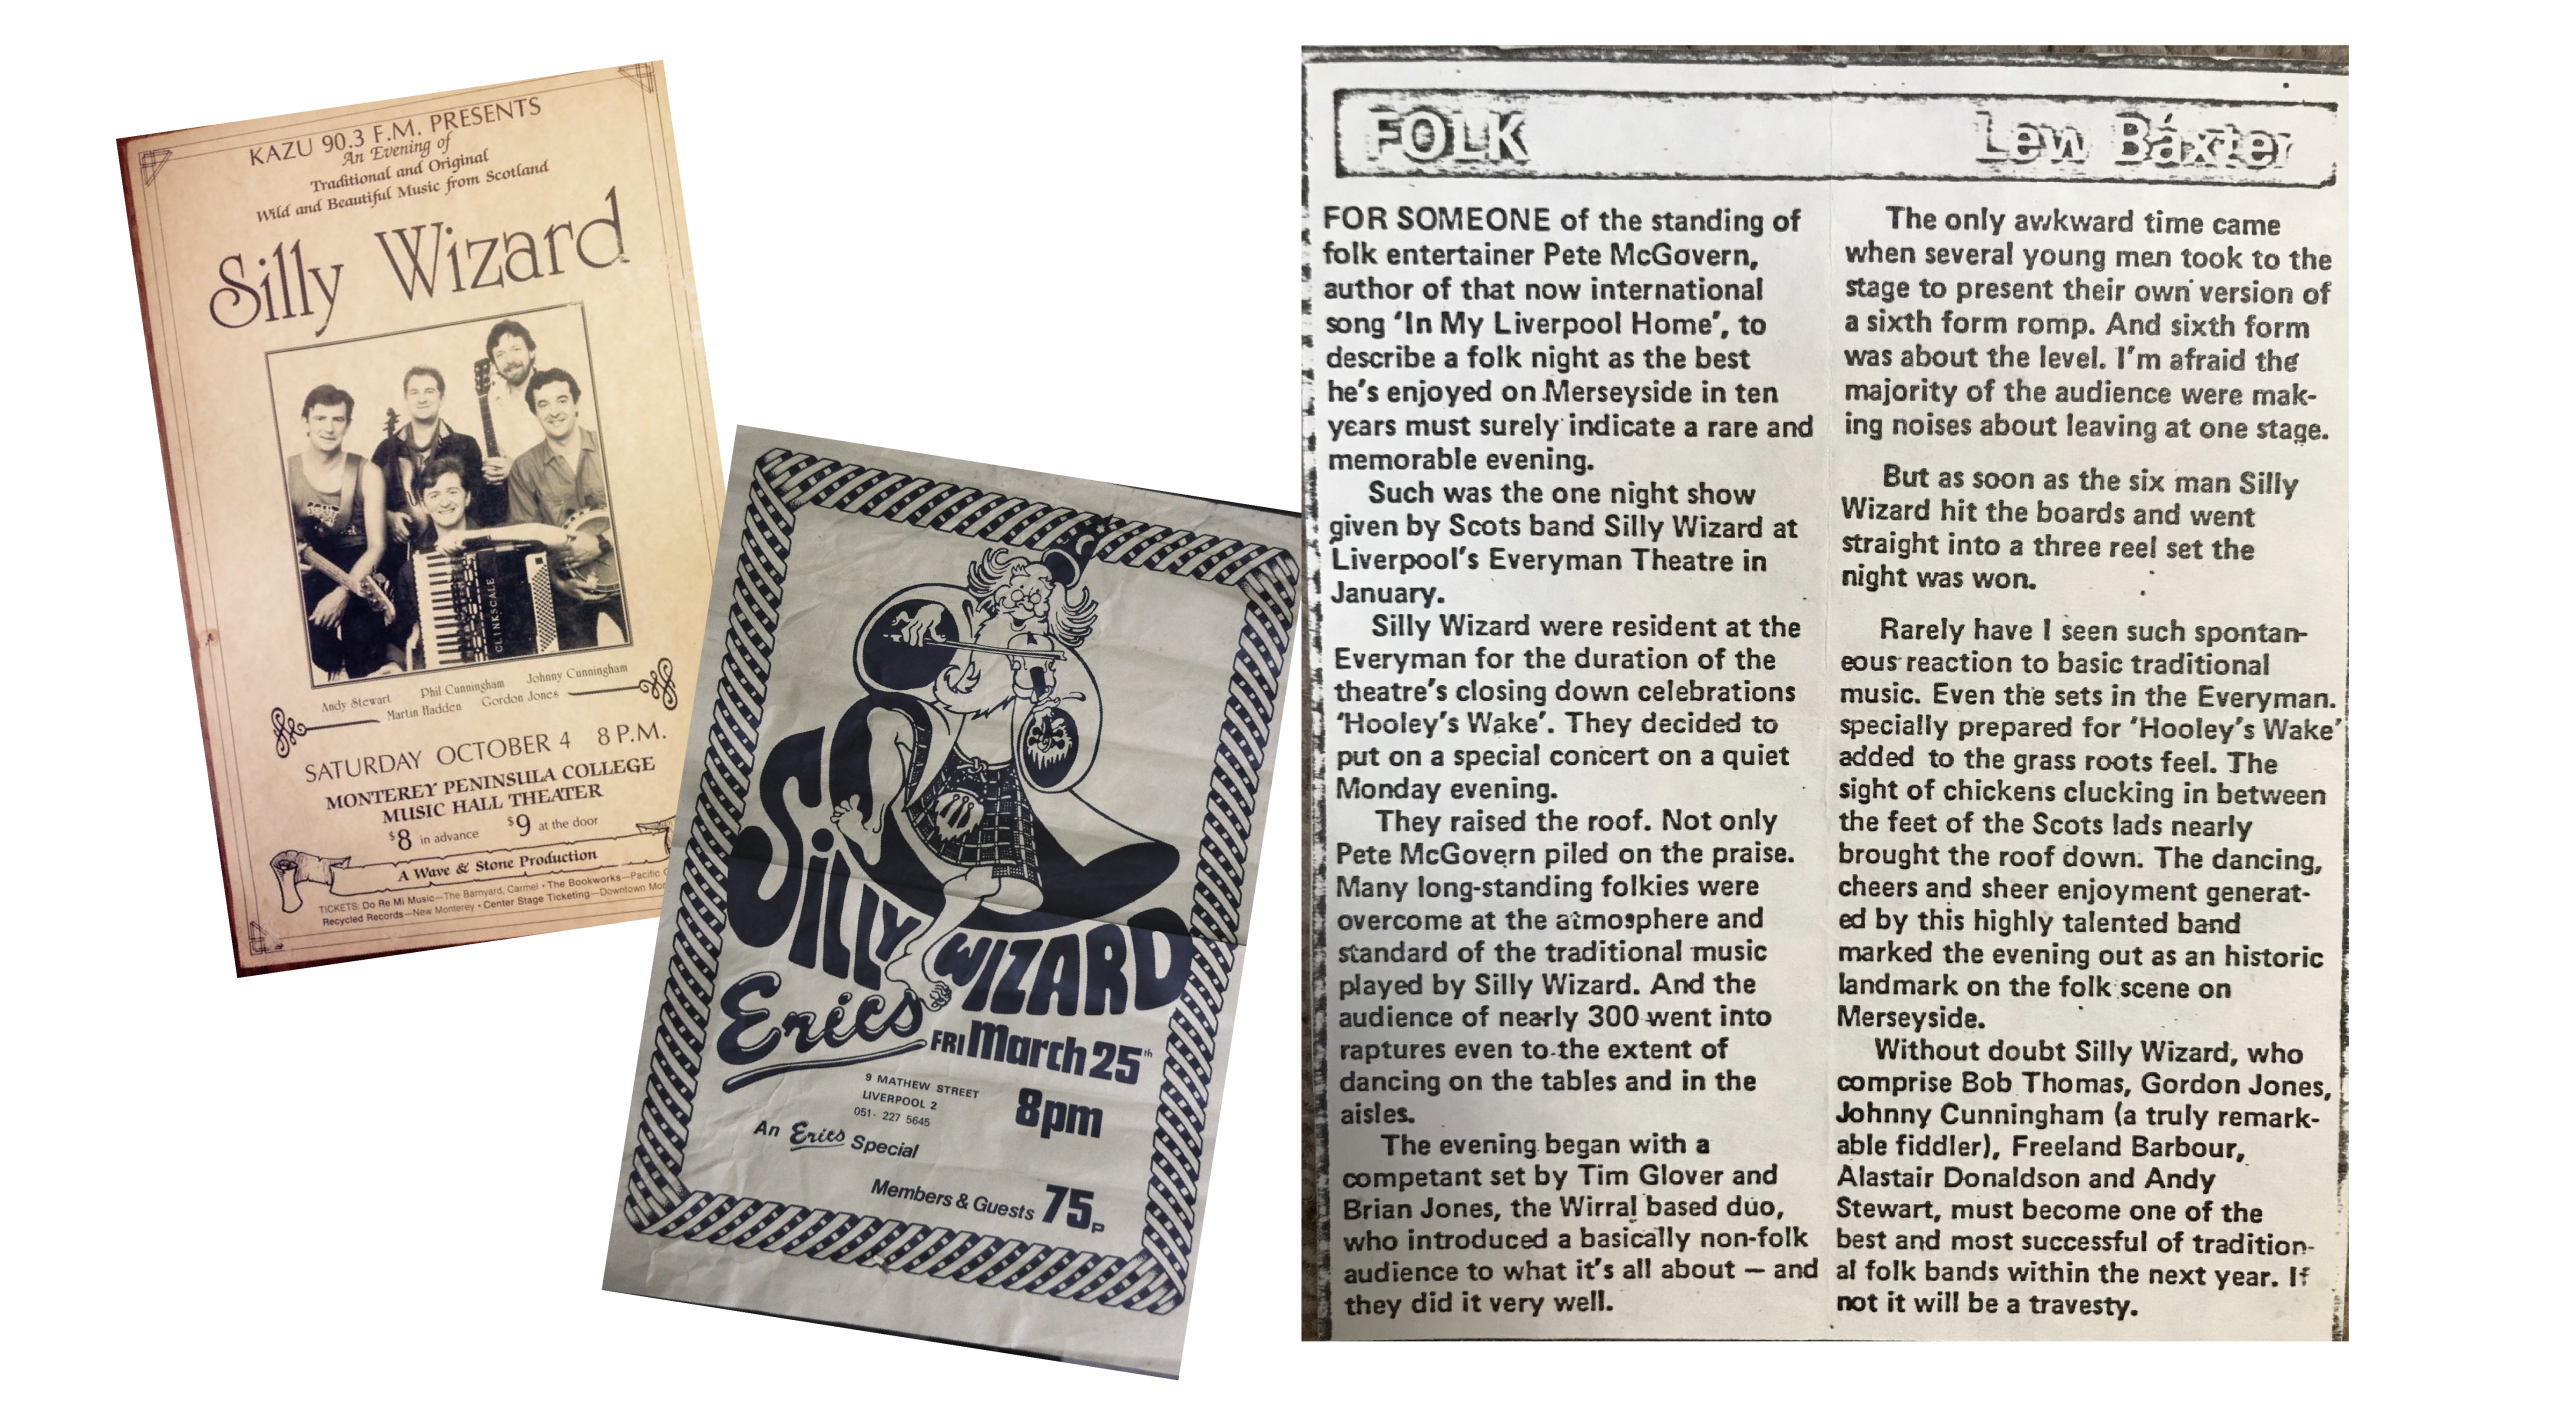 KAZU 90.3 F.M. PRESENTS
An Evening of
Traditional and Original
Wild and Beautiful Music from Scotland
Silly Wizard
CLINKSCALE
Andy Stewart Phil Cunningham Johnny Cunningham
Martin Hadden Gordon Jones
SATURDAY OCTOBER 4 8 P.M.
MONTEREY PENINSULA COLLEGE
MUSIC HALL THEATER
$8 in advance $9 at the door
A Wave & Stone Production
TICKETS: Do Re Mi Music—The Barnyard, Carmel • The Bookworks—Pacific
Recycled Records—New Monterey • Center Stage Ticketing—Downtown
SILLY
WIZARD
Erics
FRI March 25th
9 MATHEW STREET
LIVERPOOL 2
051- 227 5645
8pm
An Erics Special
Members & Guests 75p
FOLK
Lew Baxter
FOR SOMEONE of the standing of
folk entertainer Pete McGovern,
author of that now international
song ‘In My Liverpool Home’, to
describe a folk night as the best
he’s enjoyed on Merseyside in ten
years must surely indicate a rare and
memorable evening.
Such was the one night show
given by Scots band Silly Wizard at
Liverpool’s Everyman Theatre in
January.
Silly Wizard were resident at the
Everyman for the duration of the
theatre’s closing down celebrations
‘Hooley’s Wake’. They decided to
put on a special concert on a quiet
Monday evening.
They raised the roof. Not only
Pete McGovern piled on the praise.
Many long-standing folkies were
overcome at the atmosphere and
standard of the traditional music
played by Silly Wizard. And the
audience of nearly 300 went into
raptures even to the extent of
dancing on the tables and in the
aisles.
The evening began with a
competant set by Tim Glover and
Brian Jones, the Wirral based duo,
who introduced a basically non-folk
audience to what it’s all about — and
they did it very well.
The only awkward time came
when several young men took to the
stage to present their own version of
a sixth form romp. And sixth form
was about the level. I’m afraid the
majority of the audience were mak-
ing noises about leaving at one stage.
But as soon as the six man Silly
Wizard hit the boards and went
straight into a three reel set the
night was won.
Rarely have I seen such spontan-
eous reaction to basic traditional
music. Even the sets in the Everyman.
specially prepared for ‘Hooley’s Wake’
added to the grass roots feel. The
sight of chickens clucking in between
the feet of the Scots lads nearly
brought the roof down. The dancing,
cheers and sheer enjoyment generat-
ed by this highly talented band
marked the evening out as an historic
landmark on the folk scene on
Merseyside.
Without doubt Silly Wizard, who
comprise Bob Thomas, Gordon Jones,
Johnny Cunningham (a truly remark-
able fiddler), Freeland Barbour,
Alastair Donaldson and Andy
Stewart, must become one of the
best and most successful of tradition-
al folk bands within the next year. If
not it will be a travesty.